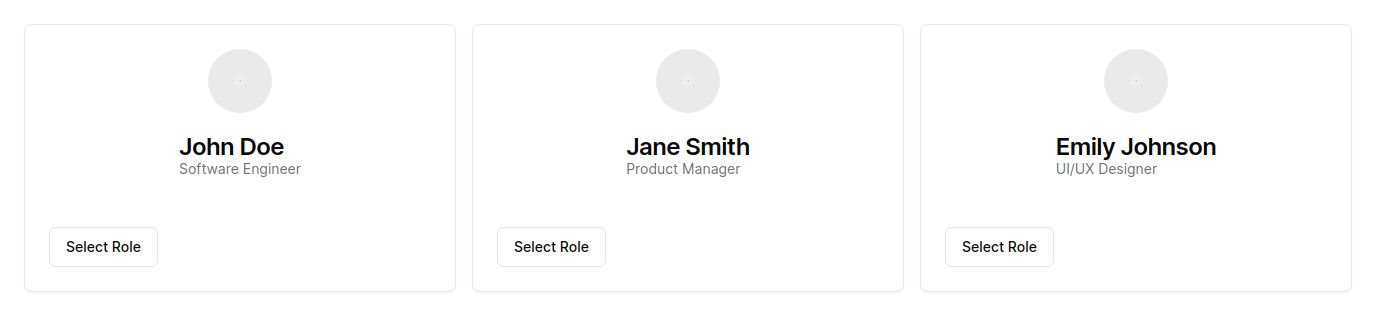 John Doe
Software Engineer
Select Role
Jane Smith
Product Manager
Select Role
Emily Johnson
UI/UX Designer
Select Role